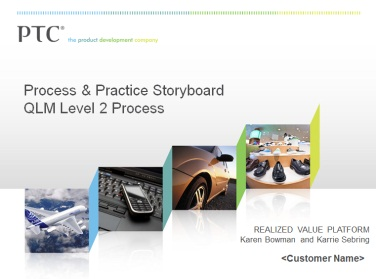 PTC®
the product development company
Process & Practice Storyboard
QLM Level 2 Process
REALIZED VALUE PLATFORM
Karen Bowman and Karrie Sebring
<Customer Name>